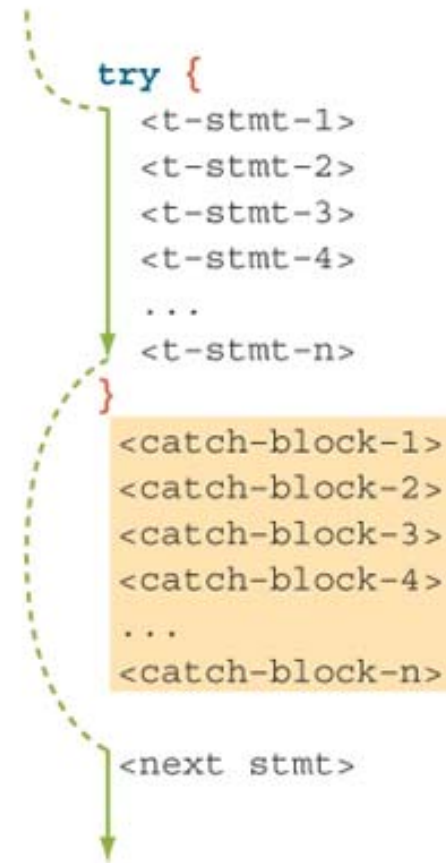 try {
<t-stmt-1>
<t-stmt-2>
<t-stmt-3>
<t-stmt-4>
...
<t-stmt-n>
}
<catch-block-1>
<catch-block-2>
<catch-block-3>
<catch-block-4>
...
<catch-block-n>
<next stmt>